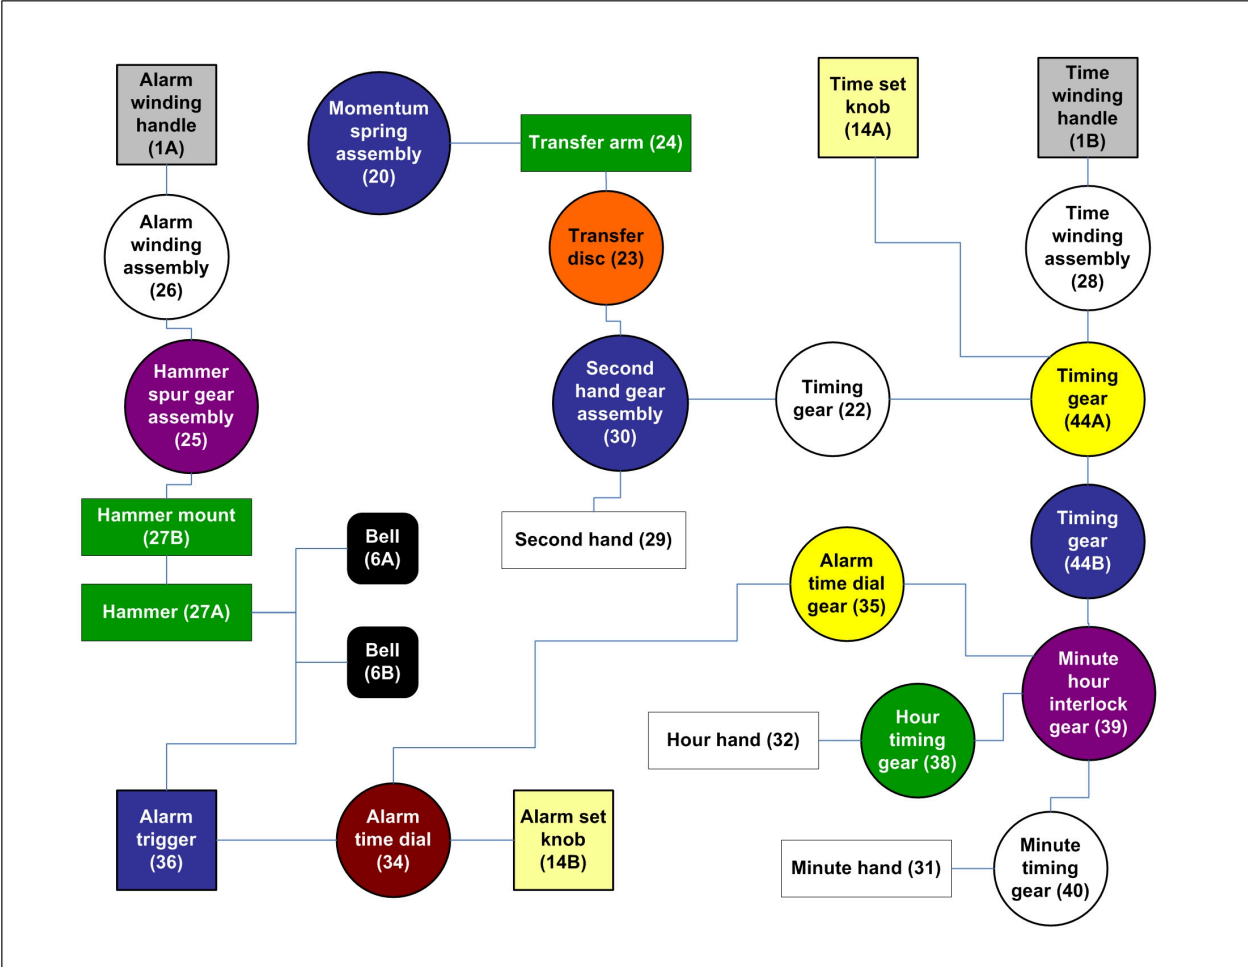 Alarm
winding
handle
(1A)
Momentum
spring
assembly
(20)
Transfer arm (24)
Time set
knob
(14A)
Time
winding
handle
(1B)
Alarm
winding
assembly
(26)
Transfer
disc (23)
Time
winding
assembly
(28)
Hammer
spur gear
assembly
(25)
Second
hand gear
assembly
(30)
Timing
gear (22)
Timing
gear
(44A)
Hammer mount
(27B)
Bell
(6A)
Second hand (29)
Timing
gear
(44B)
Alarm
time dial
gear (35)
Hammer (27A)
Bell
(6B)
Minute
hour
interlock
gear (39)
Hour hand (32)
Hour
timing
gear (38)
Alarm
trigger
(36)
Alarm
time dial
(34)
Alarm set
knob
(14B)
Minute hand (31)
Minute
timing
gear (40)